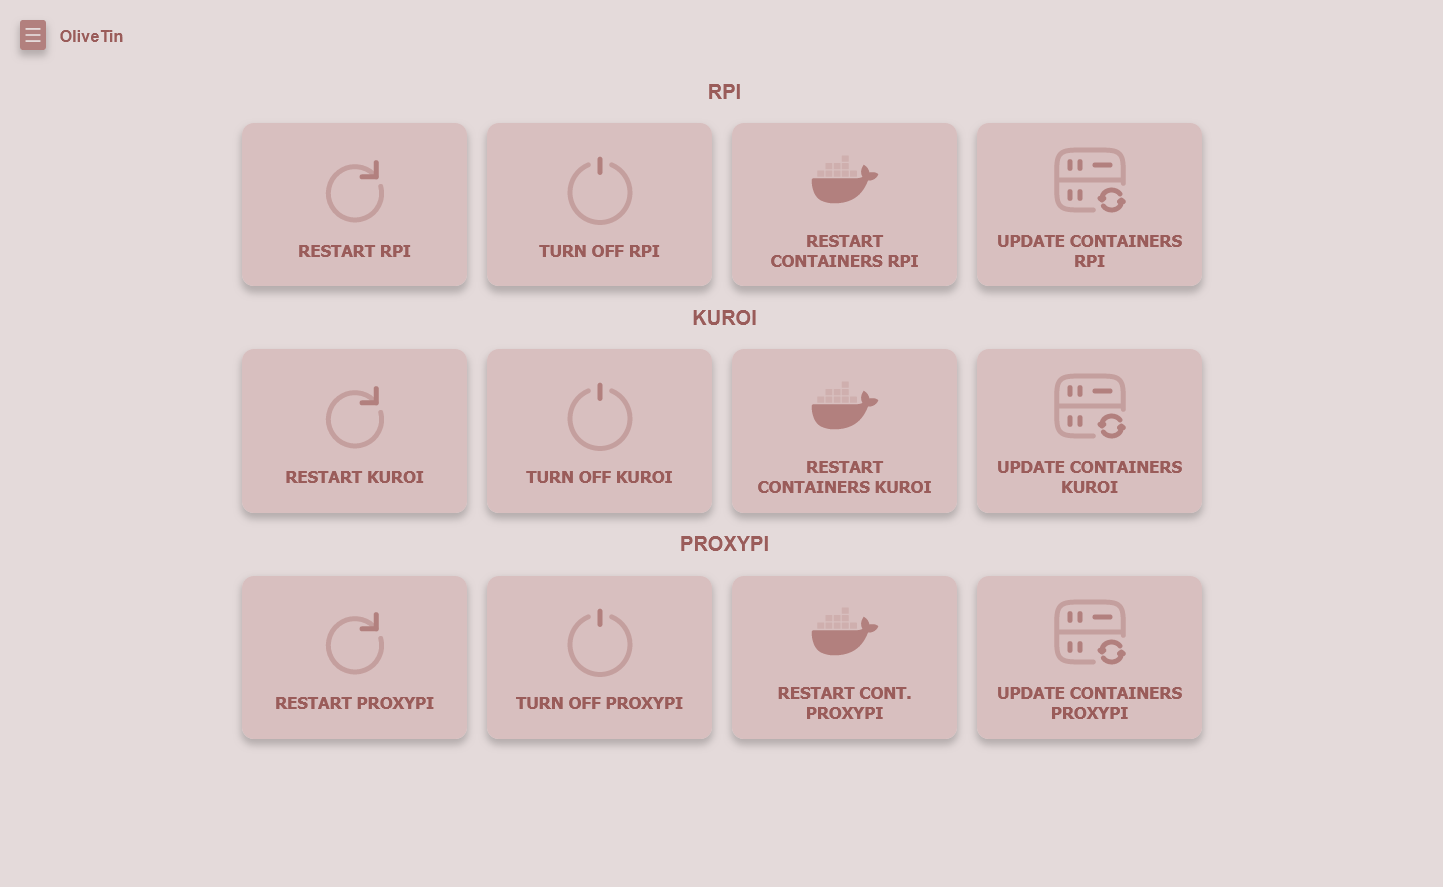 OliveTin
RPI
RESTART RPI
TURN OFF RPI
RESTART
CONTAINERS RPI
UPDATE CONTAINERS
RPI
KUROI
RESTART KUROI
TURN OFF KUROI
RESTART
CONTAINERS KUROI
UPDATE CONTAINERS
KUROI
PROXYPI
RESTART PROXYPI
TURN OFF PROXYPI
RESTART CONT.
PROXYPI
UPDATE CONTAINERS
PROXYPI